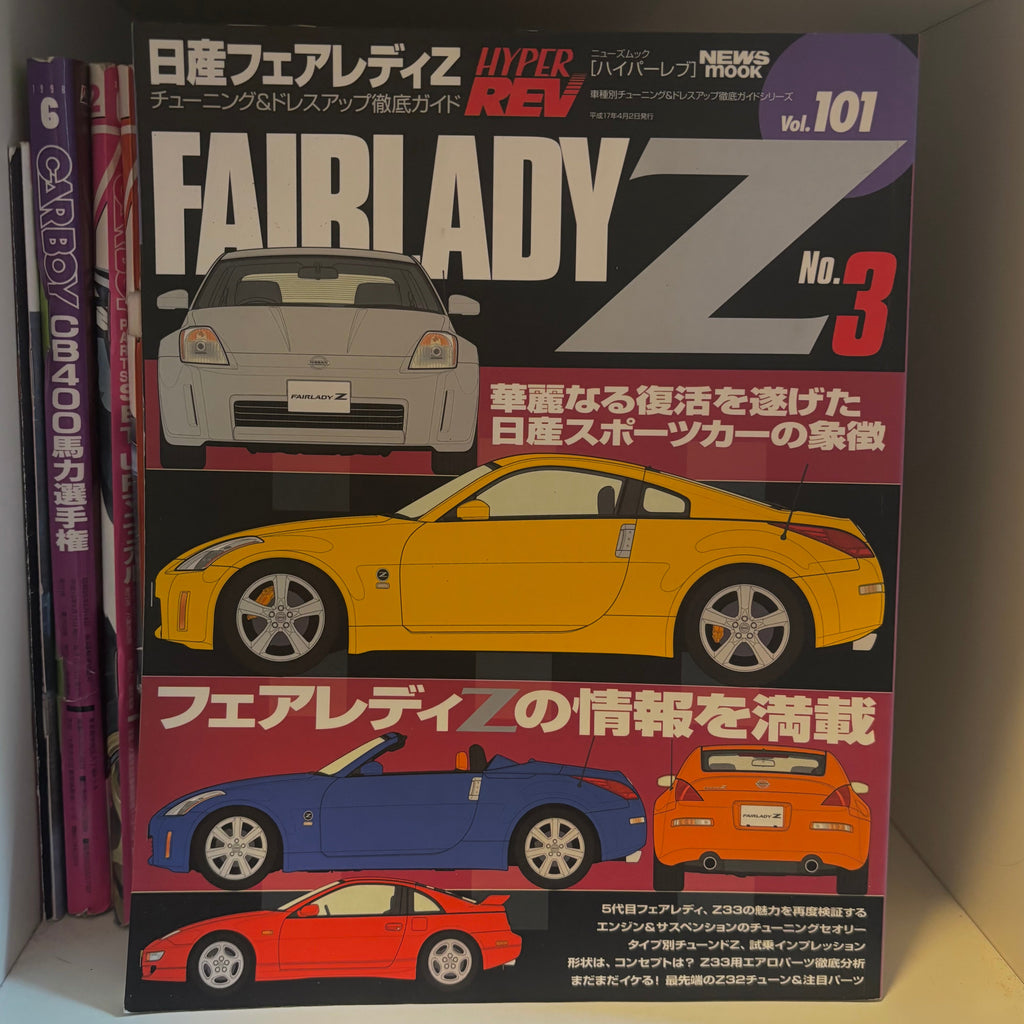 日産フェアレディZ
チューニング&ドレスアップ徹底ガイド
HYPER
REV
ニューズムック
[ハイパーレブ]
NEWS
mook
車種別チューニング&ドレスアップ徹底ガイドシリーズ
平成17年4月2日発行
Vol.101
FAIRLADY Z
No.3
NISSAN
FAIRLADY Z
華麗なる復活を遂げた
日産スポーツカーの象徴
Z
フェアレディZの情報を満載
Z
FAIRLADY Z
5代目フェアレディ、Z33の魅力を再度検証する
エンジン&サスペンションのチューニングセオリー
タイプ別チューンドZ、試乗インプレッション
形状は、コンセプトは? Z33用エアロパーツ徹底分析
まだまだイケる! 最先端のZ32チューン&注目パーツ
1998
6
CARBOY
CB400馬力選手権